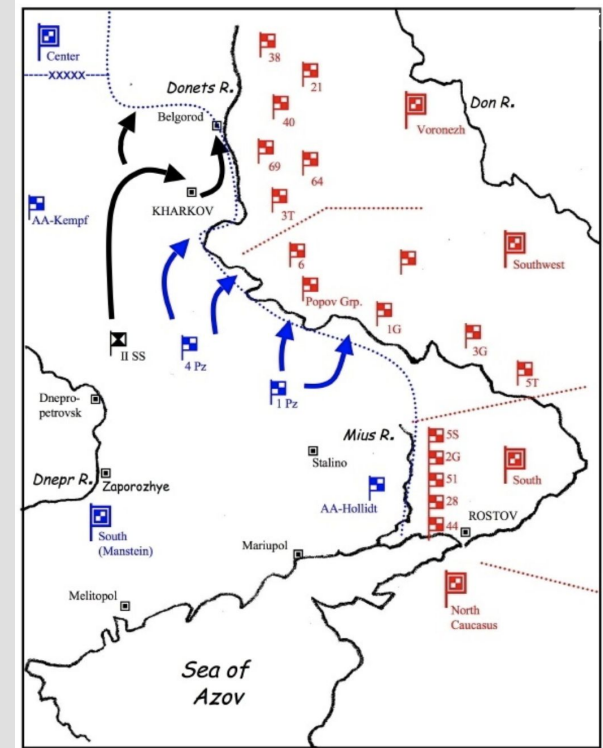 38
Center
XXXXX
21
Donets R.
Don R.
40
Belgorod
Voronezh
69
64
3T
KHARKOV
AA-Kempf
6
Southwest
Popov Grp.
1G
3G
II SS
4 Pz
5T
Dnepro-
petrovsk
1 Pz
Mius R.
5S
2G
Stalino
51
South
Dnepr R.
Zaporozhye
AA-Hollidt
28
ROSTOV
44
South
(Manstein)
Mariupol
Melitopol
North
Caucasus
Sea of
Azov